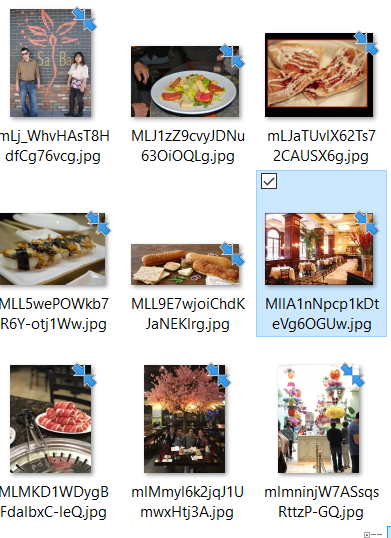 mLj_WhvHAsT8H
dfCg76vcg.jpg
MLJ1zZ9cvyJDNu
63OiOQLg.jpg
mLJaTUvlX62Ts7
2CAUSX6g.jpg
MLL5wePOWkb7
R6Y-otj1Ww.jpg
MLL9E7wjoiChdK
JaNEKIrg.jpg
MlIA1nNpcp1kDt
eVg6OGUw.jpg
MLMKD1WDygB
FdalbxC-IeQ.jpg
mlMmyl6k2jqJ1U
mwxHtj3A.jpg
mlmninjW7ASsqs
RttzP-GQ.jpg